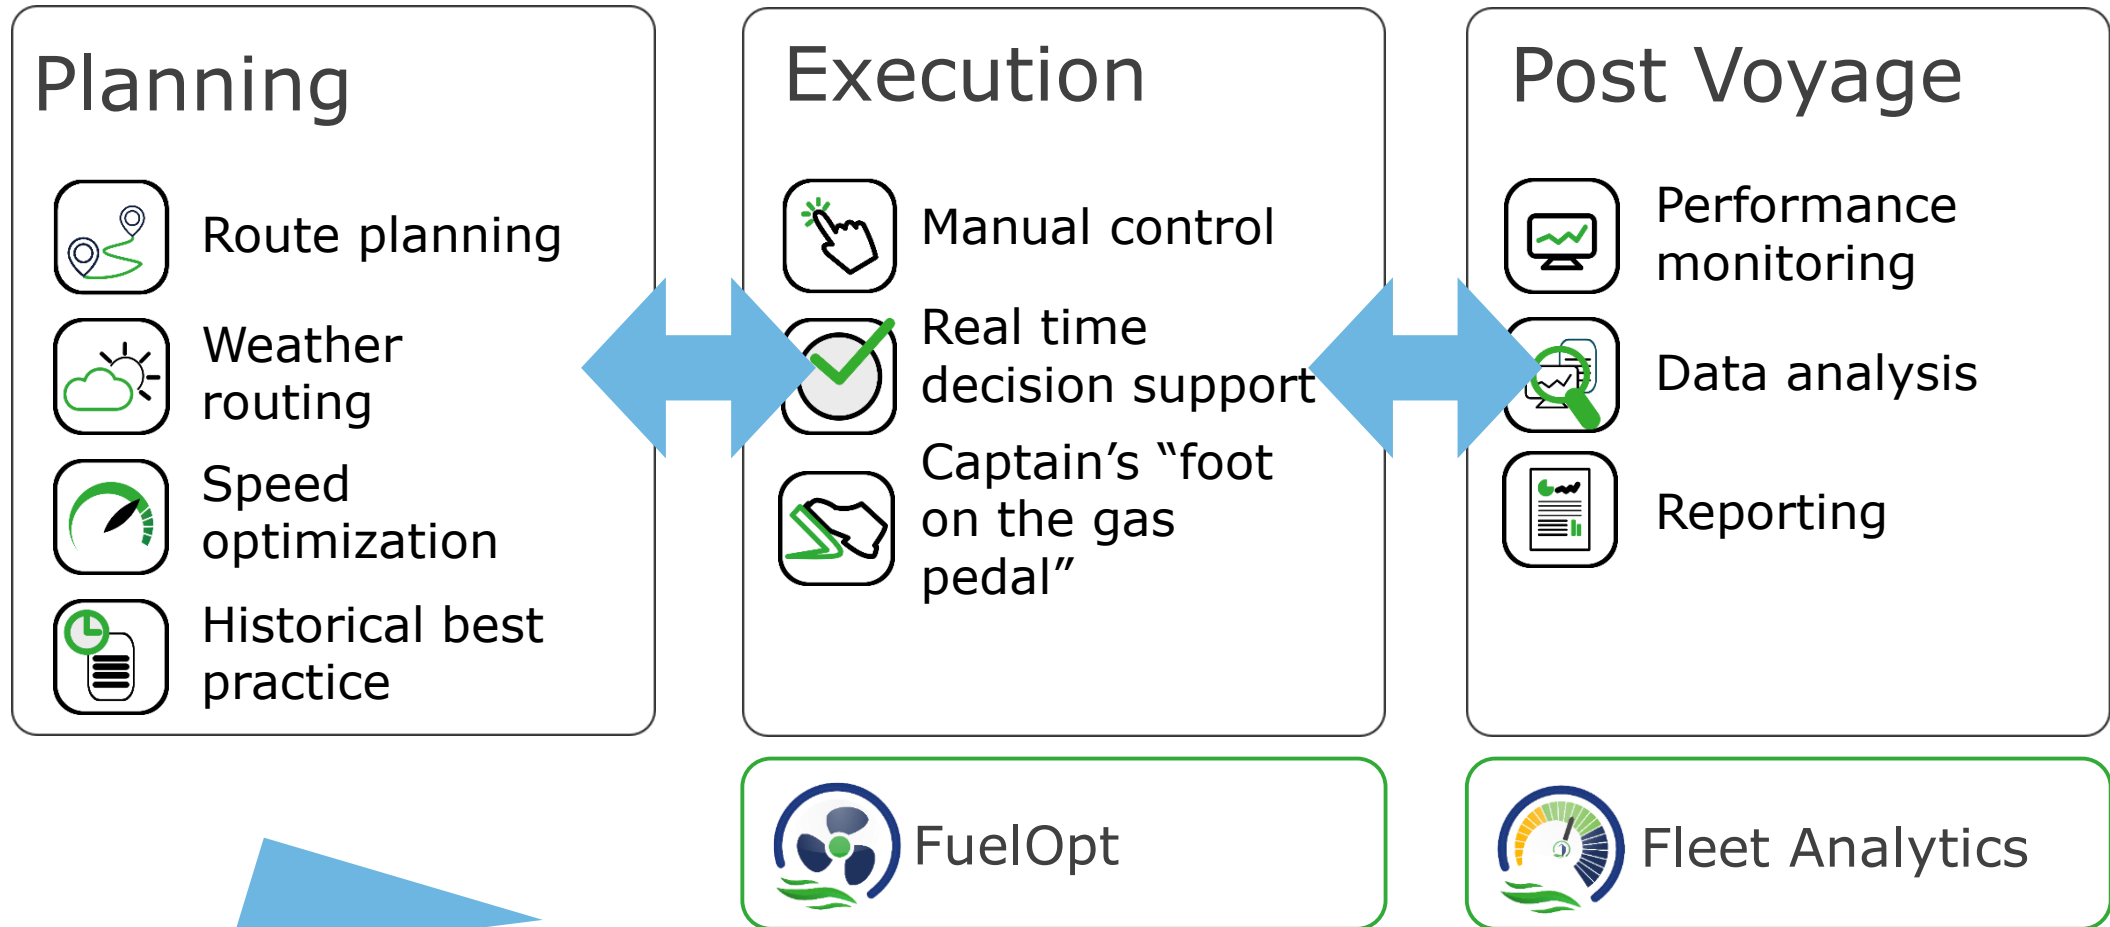 Planning
Route planning
Weather
routing
Speed
optimization
Historical best
practice
Execution
Manual control
Real time
decision support
Captain’s “foot
on the gas
pedal”
Post Voyage
Performance
monitoring
Data analysis
Reporting
FuelOpt
Fleet Analytics